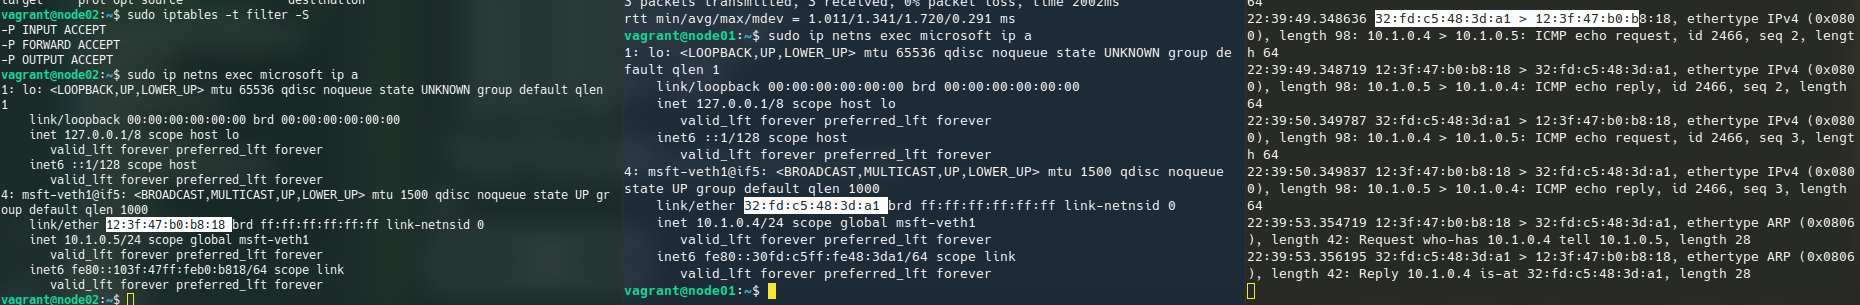 target     prot opt source               destination
vagrant@node02:~$ sudo iptables -t filter -S
-P INPUT ACCEPT
-P FORWARD ACCEPT
-P OUTPUT ACCEPT
vagrant@node02:~$ sudo ip netns exec microsoft ip a
1: lo: <LOOPBACK,UP,LOWER_UP> mtu 65536 qdisc noqueue state UNKNOWN group default qlen
1
    link/loopback 00:00:00:00:00:00 brd 00:00:00:00:00:00
    inet 127.0.0.1/8 scope host lo
       valid_lft forever preferred_lft forever
    inet6 ::1/128 scope host
       valid_lft forever preferred_lft forever
4: msft-veth1@if5: <BROADCAST,MULTICAST,UP,LOWER_UP> mtu 1500 qdisc noqueue state UP gr
oup default qlen 1000
    link/ether 12:3f:47:b0:b8:18 brd ff:ff:ff:ff:ff:ff link-netnsid 0
    inet 10.1.0.5/24 scope global msft-veth1
       valid_lft forever preferred_lft forever
    inet6 fe80::103f:47ff:feb0:b818/64 scope link
       valid_lft forever preferred_lft forever
vagrant@node02:~$
3 packets transmitted, 3 received, 0% packet loss, time 2002ms
rtt min/avg/max/mdev = 1.011/1.341/1.720/0.291 ms
vagrant@node01:~$ sudo ip netns exec microsoft ip a
1: lo: <LOOPBACK,UP,LOWER_UP> mtu 65536 qdisc noqueue state UNKNOWN group de
fault qlen 1
    link/loopback 00:00:00:00:00:00 brd 00:00:00:00:00:00
    inet 127.0.0.1/8 scope host lo
       valid_lft forever preferred_lft forever
    inet6 ::1/128 scope host
       valid_lft forever preferred_lft forever
4: msft-veth1@if5: <BROADCAST,MULTICAST,UP,LOWER_UP> mtu 1500 qdisc noqueue
state UP group default qlen 1000
    link/ether 32:fd:c5:48:3d:a1 brd ff:ff:ff:ff:ff:ff link-netnsid 0
    inet 10.1.0.4/24 scope global msft-veth1
       valid_lft forever preferred_lft forever
    inet6 fe80::30fd:c5ff:fe48:3da1/64 scope link
       valid_lft forever preferred_lft forever
vagrant@node01:~$
64
22:39:49.348636 32:fd:c5:48:3d:a1 > 12:3f:47:b0:b8:18, ethertype IPv4 (0x080
0), length 98: 10.1.0.4 > 10.1.0.5: ICMP echo request, id 2466, seq 2, lengt
h 64
22:39:49.348719 12:3f:47:b0:b8:18 > 32:fd:c5:48:3d:a1, ethertype IPv4 (0x080
0), length 98: 10.1.0.5 > 10.1.0.4: ICMP echo reply, id 2466, seq 2, length
64
22:39:50.349787 32:fd:c5:48:3d:a1 > 12:3f:47:b0:b8:18, ethertype IPv4 (0x080
0), length 98: 10.1.0.4 > 10.1.0.5: ICMP echo request, id 2466, seq 3, lengt
h 64
22:39:50.349837 12:3f:47:b0:b8:18 > 32:fd:c5:48:3d:a1, ethertype IPv4 (0x080
0), length 98: 10.1.0.5 > 10.1.0.4: ICMP echo reply, id 2466, seq 3, length
64
22:39:53.354719 12:3f:47:b0:b8:18 > 32:fd:c5:48:3d:a1, ethertype ARP (0x0806
), length 42: Request who-has 10.1.0.4 tell 10.1.0.5, length 28
22:39:53.356195 32:fd:c5:48:3d:a1 > 12:3f:47:b0:b8:18, ethertype ARP (0x0806
), length 42: Reply 10.1.0.4 is-at 32:fd:c5:48:3d:a1, length 28